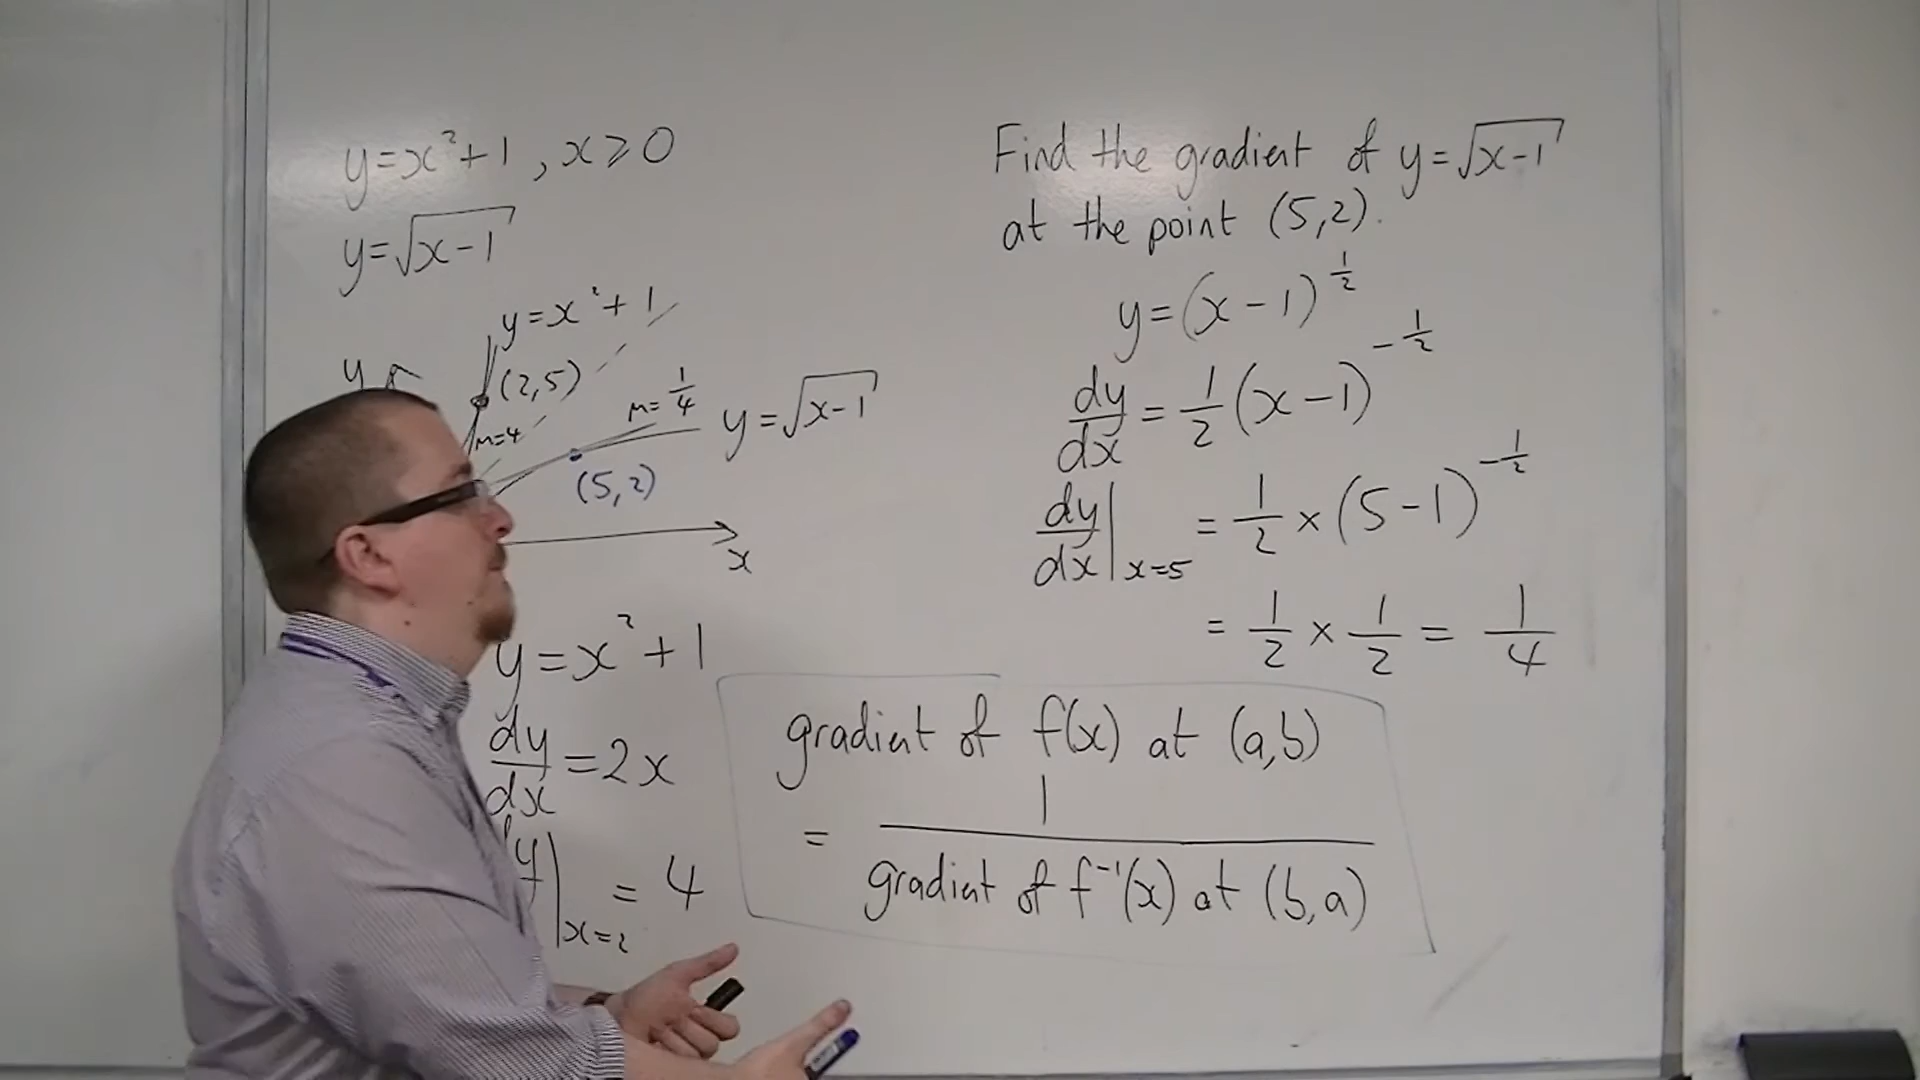 y=x²+1, x⩾0
y=√(x-1)
y=x²+1
y
(2,5)
m=4
m=1/4
y=√(x-1)
(5,2)
x
y=x²+1
dy/dx=2x
y|x=2 = 4
Find the gradient of y=√(x-1)
at the point (5,2).
y=(x-1)^(1/2)
dy/dx=1/2(x-1)^(-1/2)
dy/dx|x=5 = 1/2×(5-1)^(-1/2)
= 1/2 × 1/2 = 1/4
gradient of f(x) at (a,b)
= 1
gradient of f⁻¹(x) at (b,a)